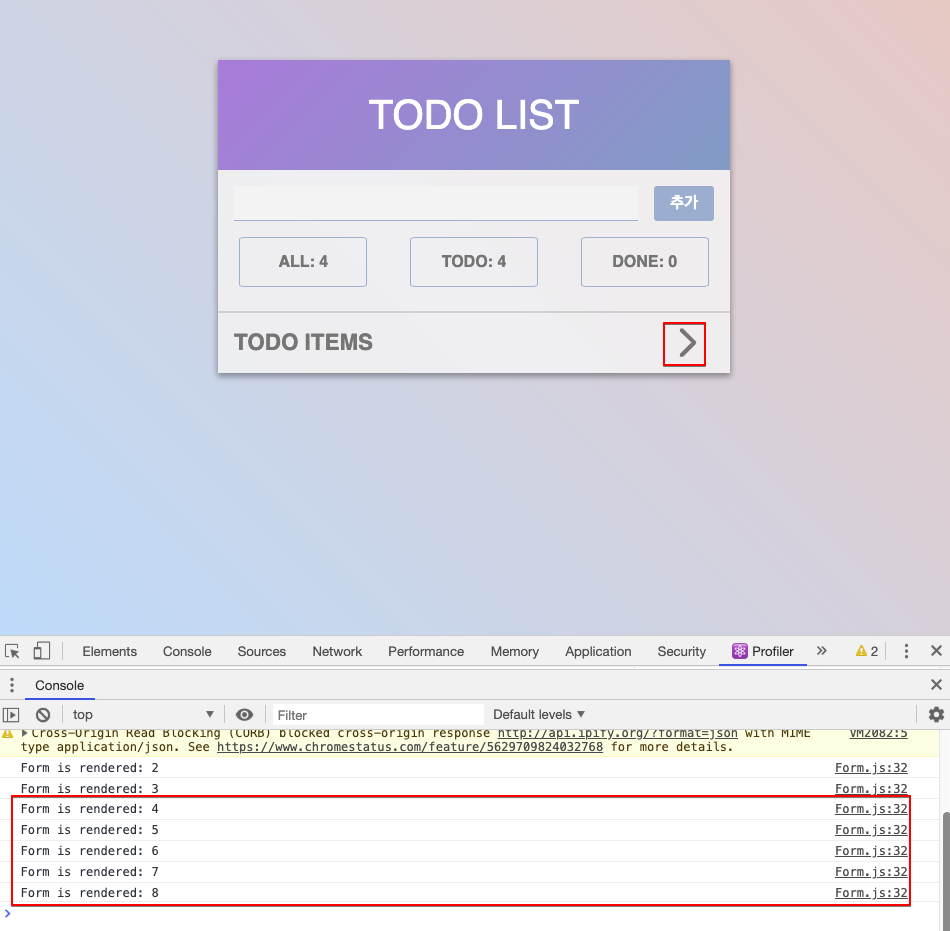 TODO LIST
추가
ALL: 4
TODO: 4
DONE: 0
TODO ITEMS
Elements
Console
Sources
Network
Performance
Memory
Application
Security
Profiler
2
Console
top
Filter
Default levels
Cross-Origin Read Blocking (CORB) blocked cross-origin response http://api.ipify.org/?format=json with MIME VM2082:5
type application/json. See https://www.chromestatus.com/feature/5629709824032768 for more details.
Form is rendered: 2 Form.js:32
Form is rendered: 3 Form.js:32
Form is rendered: 4 Form.js:32
Form is rendered: 5 Form.js:32
Form is rendered: 6 Form.js:32
Form is rendered: 7 Form.js:32
Form is rendered: 8 Form.js:32